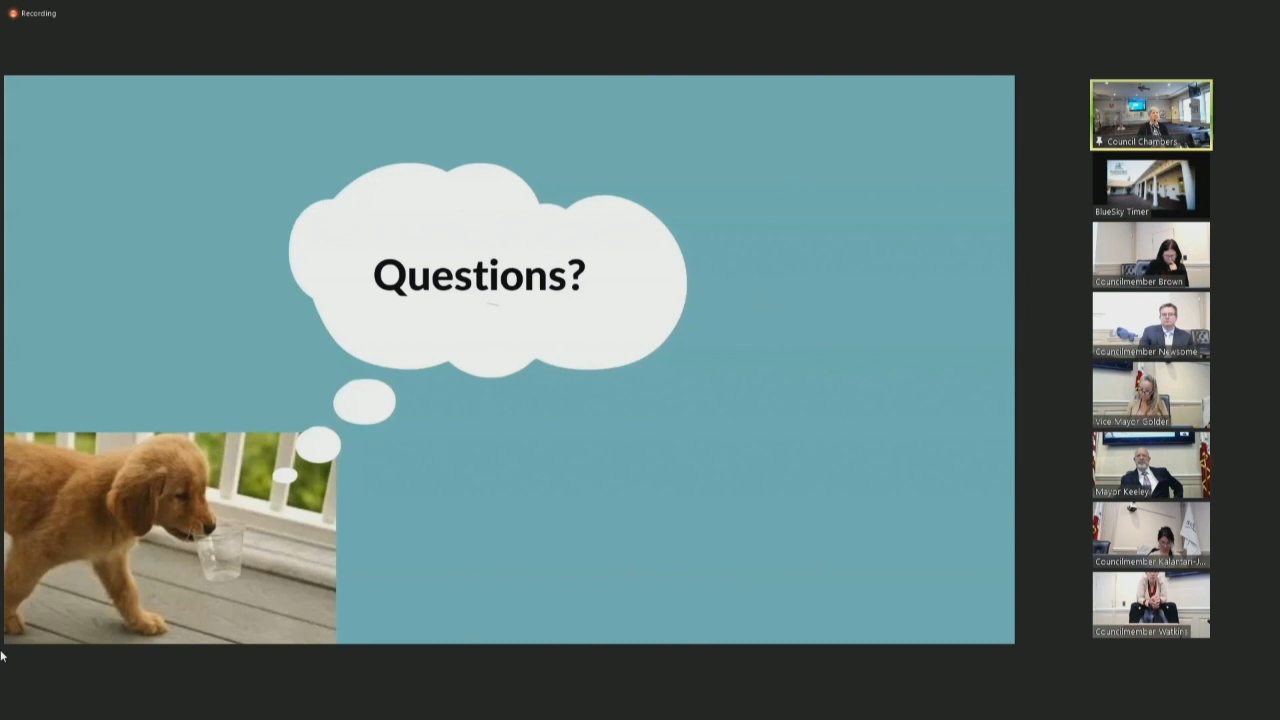 Recording
Questions?
Council Chambers
BlueSky Timer
Councilmember Brown
Councilmember Newsome
Vice Mayor Golder
Mayor Keeley
Councilmember Kalantari-J...
Councilmember Watkins